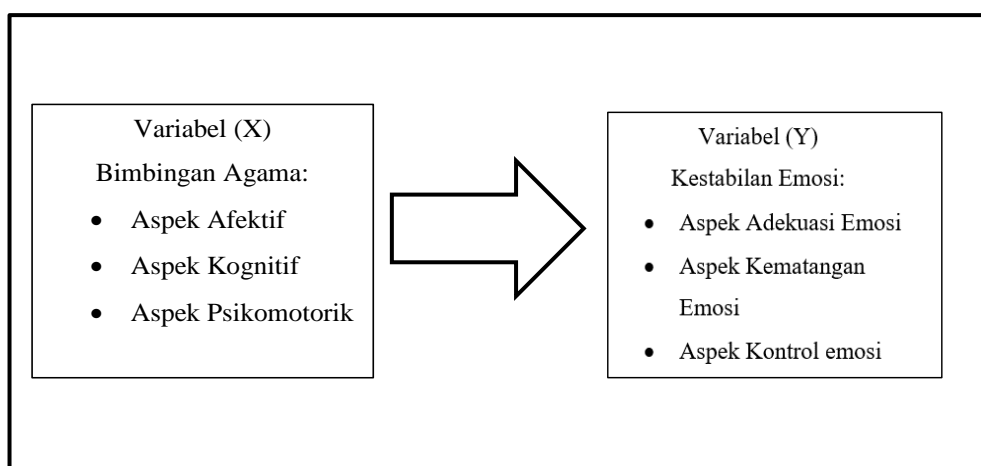 Variabel (X)
Bimbingan Agama:
• Aspek Afektif
• Aspek Kognitif
• Aspek Psikomotorik
Variabel (Y)
Kestabilan Emosi:
• Aspek Adekuasi Emosi
• Aspek Kematangan
Emosi
• Aspek Kontrol emosi